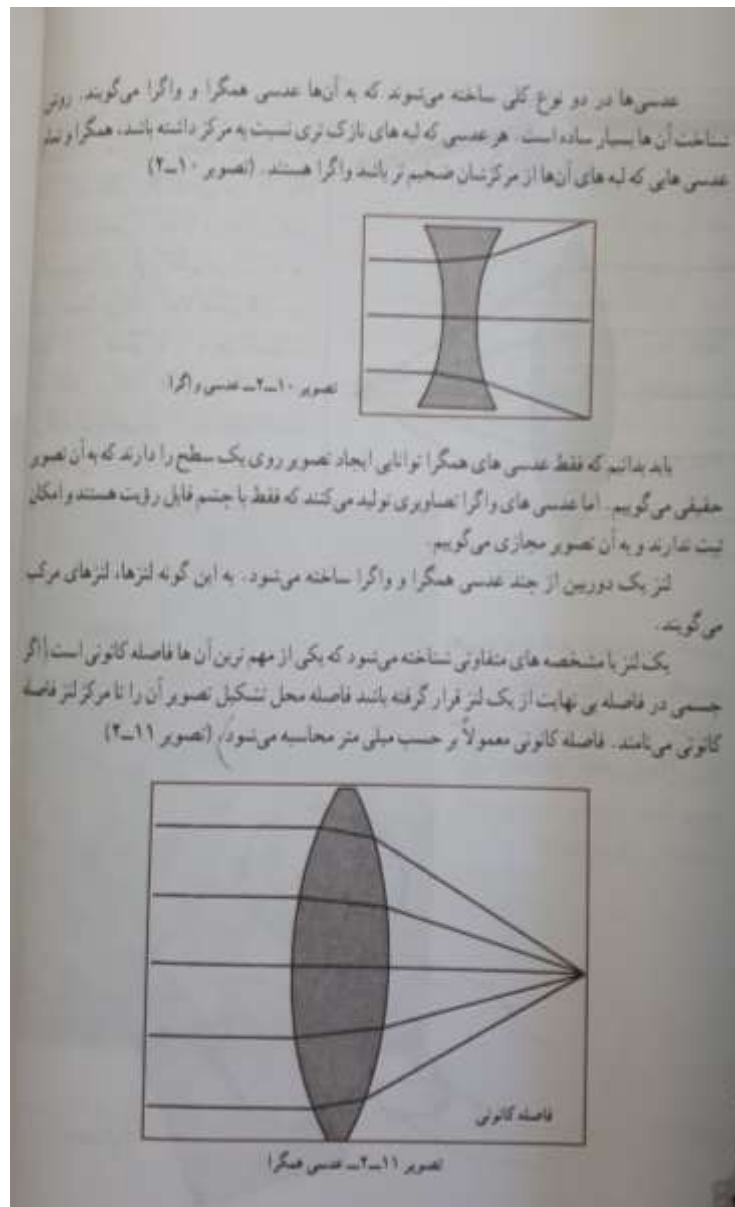 عدسی‌ها در دو نوع کلی ساخته می‌شوند که به آن‌ها عدسی همگرا و واگرا می‌گویند. روش
شناخت آن ها بسیار ساده است. هر عدسی که لبه های نازک تری نسبت به مرکز داشته باشد، همگرا و
عدسی هایی که لبه های آن‌ها از مرکزشان ضخیم تر باشد واگرا هستند. (تصویر ۱۰ــ۲)
تصویر ۱۰ــ۲ــ عدسی واگرا
باید بدانیم که فقط عدسی های همگرا توانایی ایجاد تصویر روی یک سطح را دارند که به آن تصویر
حقیقی می‌گوییم. اما عدسی های واگرا تصاویری تولید می‌کنند که فقط با چشم قابل رؤیت هستند و امکان
ثبت ندارند و به آن تصویر مجازی می‌گوییم.
لنز یک دوربین از چند عدسی همگرا و واگرا ساخته می‌شود. به این گونه لنزها، لنزهای مرکب
می‌گویند.
یک لنز با مشخصه های متفاوتی شناخته می‌شود که یکی از مهم ترین آن ها فاصله کانونی است. اگر
جسمی در فاصله بی نهایت از یک لنز قرار گرفته باشد فاصله محل تشکیل تصویر آن را تا مرکز لنز فاصله
کانونی می‌نامند. فاصله کانونی معمولاً بر حسب میلی متر محاسبه می‌شود. (تصویر ۱۱ــ۲)
فاصله کانونی
تصویر ۱۱ــ۲ــ عدسی همگرا